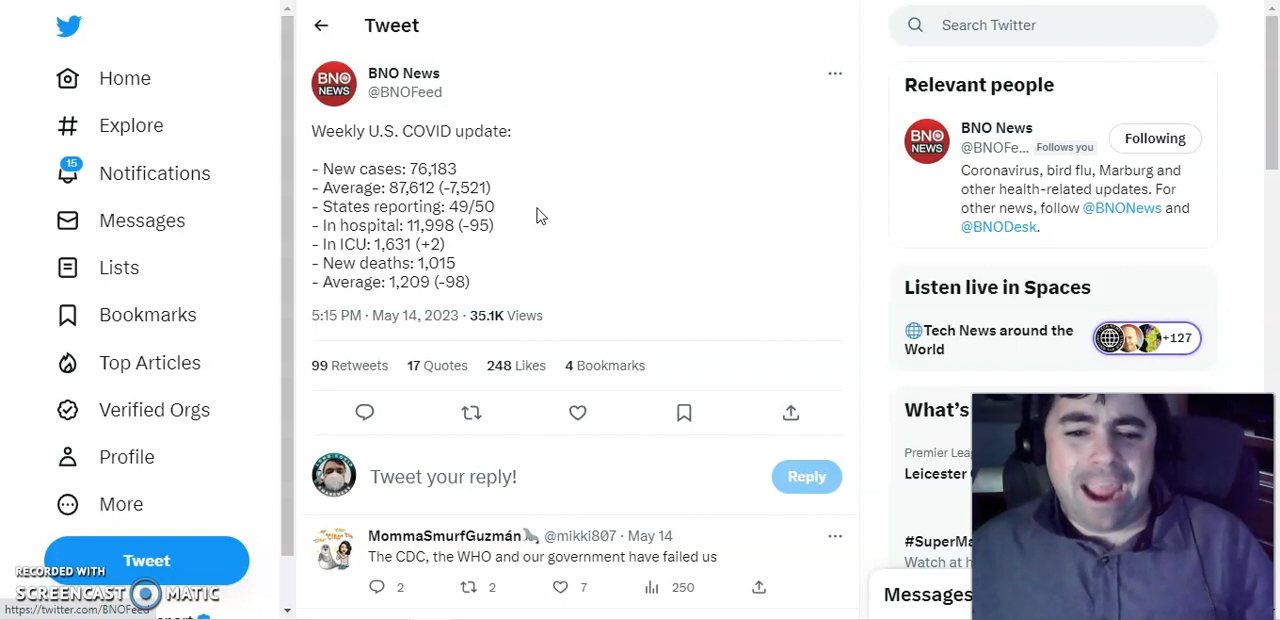 Tweet
Search Twitter
Home
Explore
15
Notifications
Messages
Lists
Bookmarks
Top Articles
Verified Orgs
Profile
More
Tweet
RECORDED WITH
SCREENCAST MATIC
https://twitter.com/BNOFeed
BNO NEWS
BNO News
@BNOFeed
Weekly U.S. COVID update:
- New cases: 76,183
- Average: 87,612 (-7,521)
- States reporting: 49/50
- In hospital: 11,998 (-95)
- In ICU: 1,631 (+2)
- New deaths: 1,015
- Average: 1,209 (-98)
5:15 PM · May 14, 2023 · 35.1K Views
99 Retweets 17 Quotes 248 Likes 4 Bookmarks
Tweet your reply!
Reply
MommaSmurfGuzmán @mikki807 · May 14
The CDC, the WHO and our government have failed us
2 2 7 250
Relevant people
BNO NEWS
BNO News
@BNOFe... Follows you
Following
Coronavirus, bird flu, Marburg and
other health-related updates. For
other news, follow @BNONews and
@BNODesk.
Listen live in Spaces
Tech News around the
World
+127
What's
Premier Lea
Leicester
#SuperMa
Watch at h
Messages